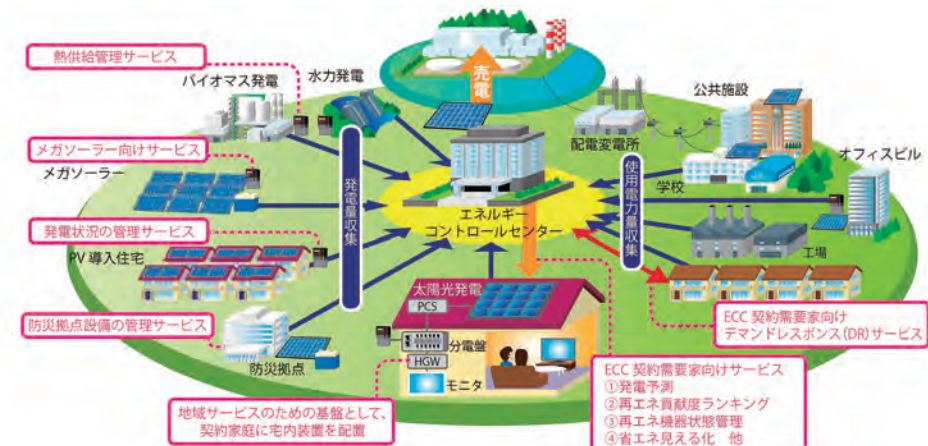 熱供給管理サービス
バイオマス発電
水力発電
売電
配電変電所
公共施設
メガソーラー向けサービス
メガソーラー
オフィスビル
学校
発電量収集
使用電力量収集
エネルギー
コントロールセンター
発電状況の管理サービス
PV 導入住宅
工場
太陽光発電
PCS
分電盤
HGW
モニタ
防災拠点設備の管理サービス
防災拠点
ECC 契約需要家向け
デマンドレスポンス(DR)サービス
地域サービスのための基盤として、
契約家庭に宅内装置を配置
ECC 契約需要家向けサービス
①発電予測
②再エネ貢献度ランキング
③再エネ機器状態管理
④省エネ見える化　他